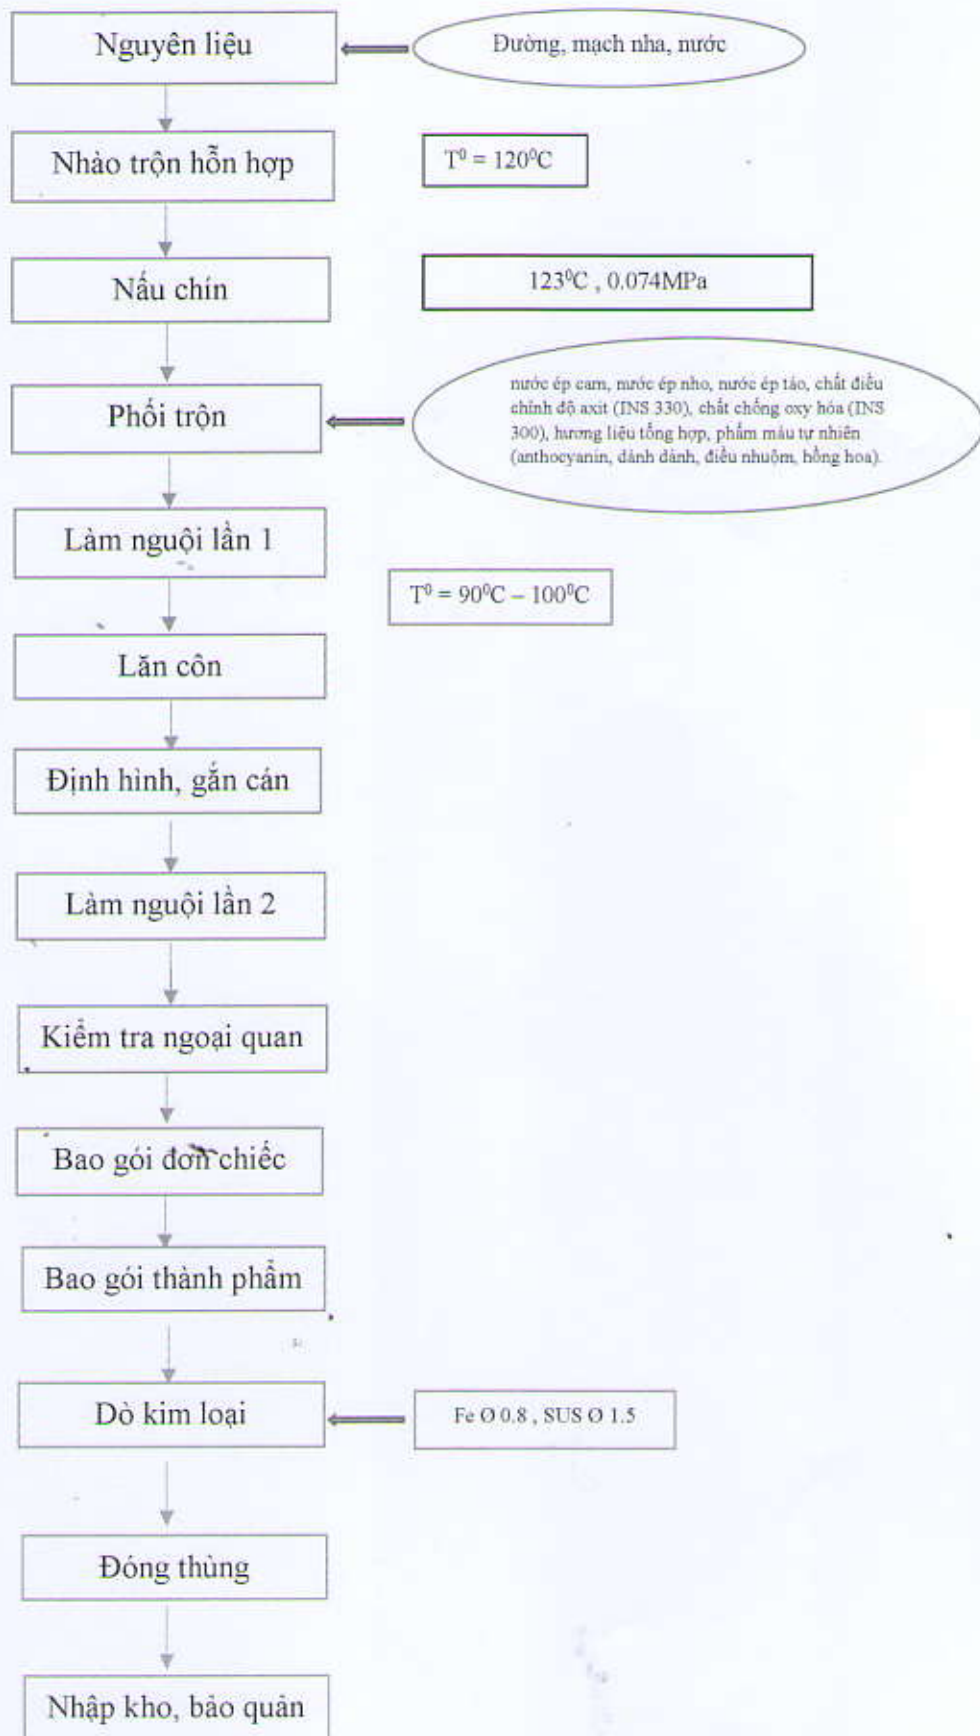 Nguyên liệu
Đường, mạch nha, nước
Nhào trộn hỗn hợp
T⁰ = 120⁰C
Nấu chín
123⁰C , 0.074MPa
Phối trộn
nước ép cam, nước ép nho, nước ép táo, chất điều
chỉnh độ axit (INS 330), chất chống oxy hóa (INS
300), hương liệu tổng hợp, phẩm màu tự nhiên
(anthocyanin, dành dành, điều nhuộm, hồng hoa).
Làm nguội lần 1
T⁰ = 90⁰C – 100⁰C
Lăn côn
Định hình, gắn cán
Làm nguội lần 2
Kiểm tra ngoại quan
Bao gói đơn chiếc
Bao gói thành phẩm
Dò kim loại
Fe Ø 0.8 , SUS Ø 1.5
Đóng thùng
Nhập kho, bảo quản